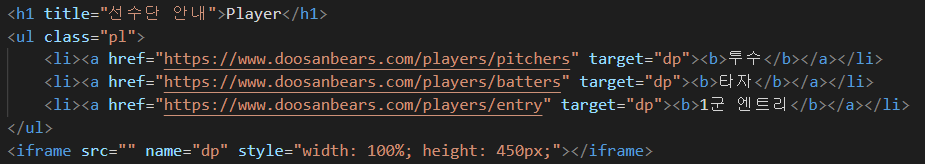 <h1 title="선수단 안내">Player</h1>
<ul class="pl">
<li><a href="https://www.doosanbears.com/players/pitchers" target="dp"><b>투수</b></a></li>
<li><a href="https://www.doosanbears.com/players/batters" target="dp"><b>타자</b></a></li>
<li><a href="https://www.doosanbears.com/players/entry" target="dp"><b>1군 엔트리</b></a></li>
</ul>
<iframe src="" name="dp" style="width: 100%; height: 450px;"></iframe>